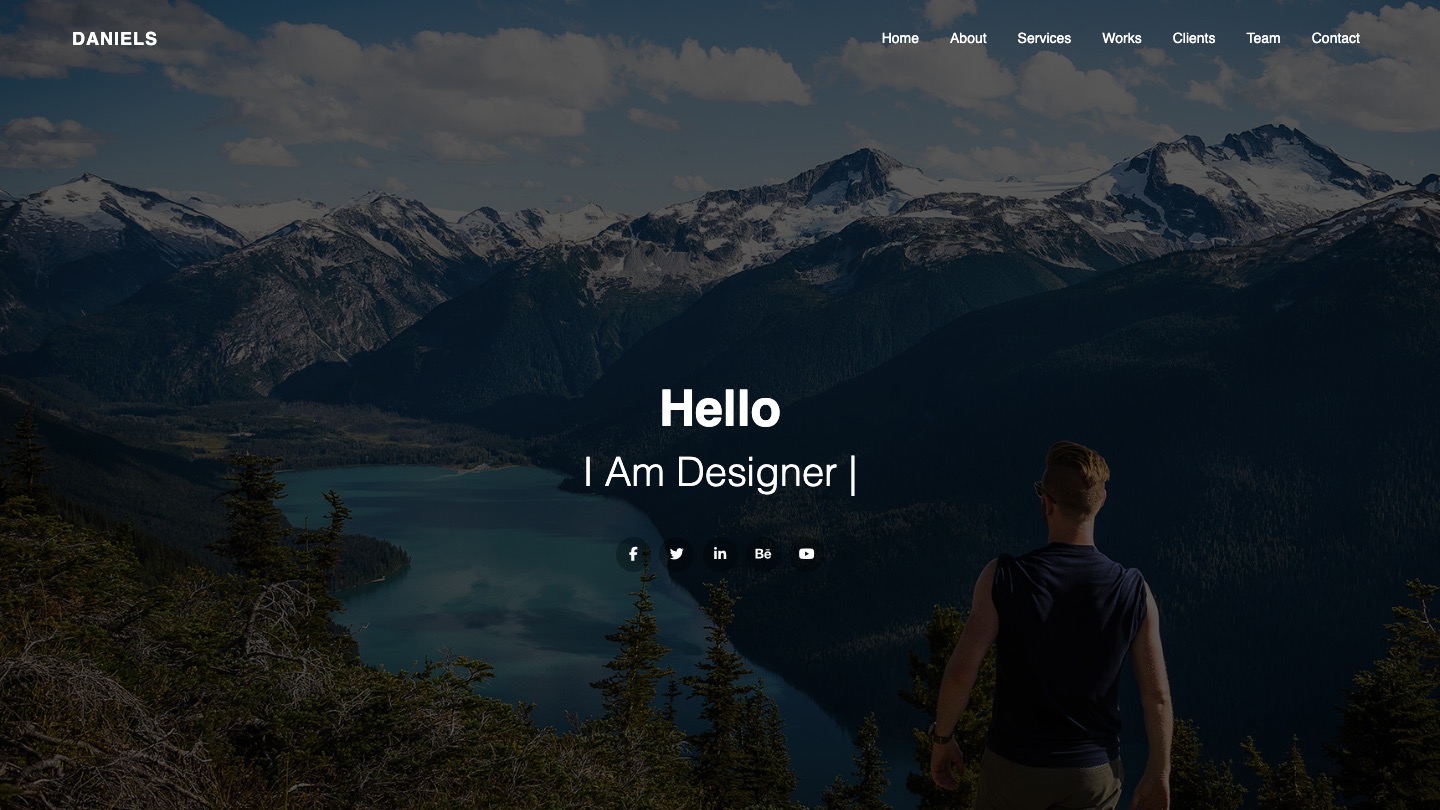 DANIELS
Home About Services Works Clients Team Contact
Hello
I Am Designer |
in Bē